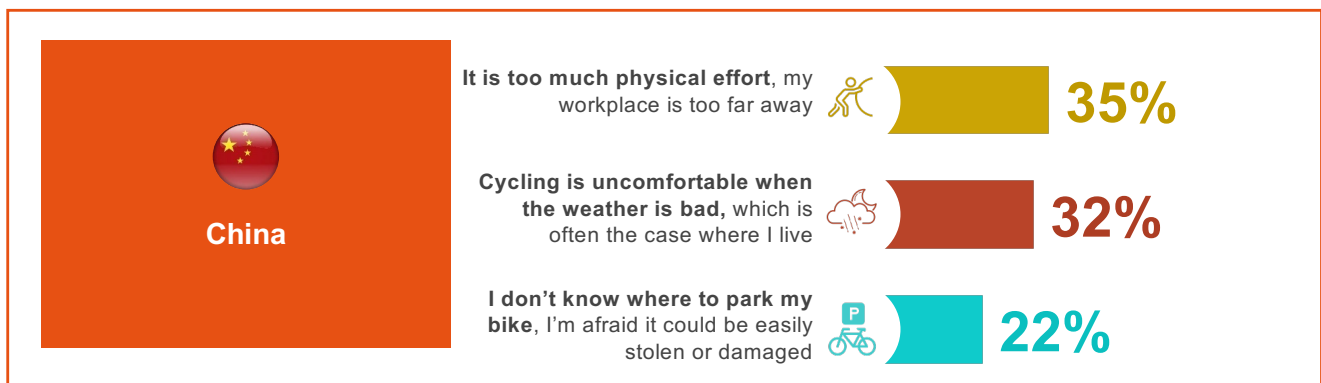 China
It is too much physical effort, my
workplace is too far away
35%
Cycling is uncomfortable when
the weather is bad, which is
often the case where I live
32%
I don’t know where to park my
bike, I’m afraid it could be easily
stolen or damaged
P
22%